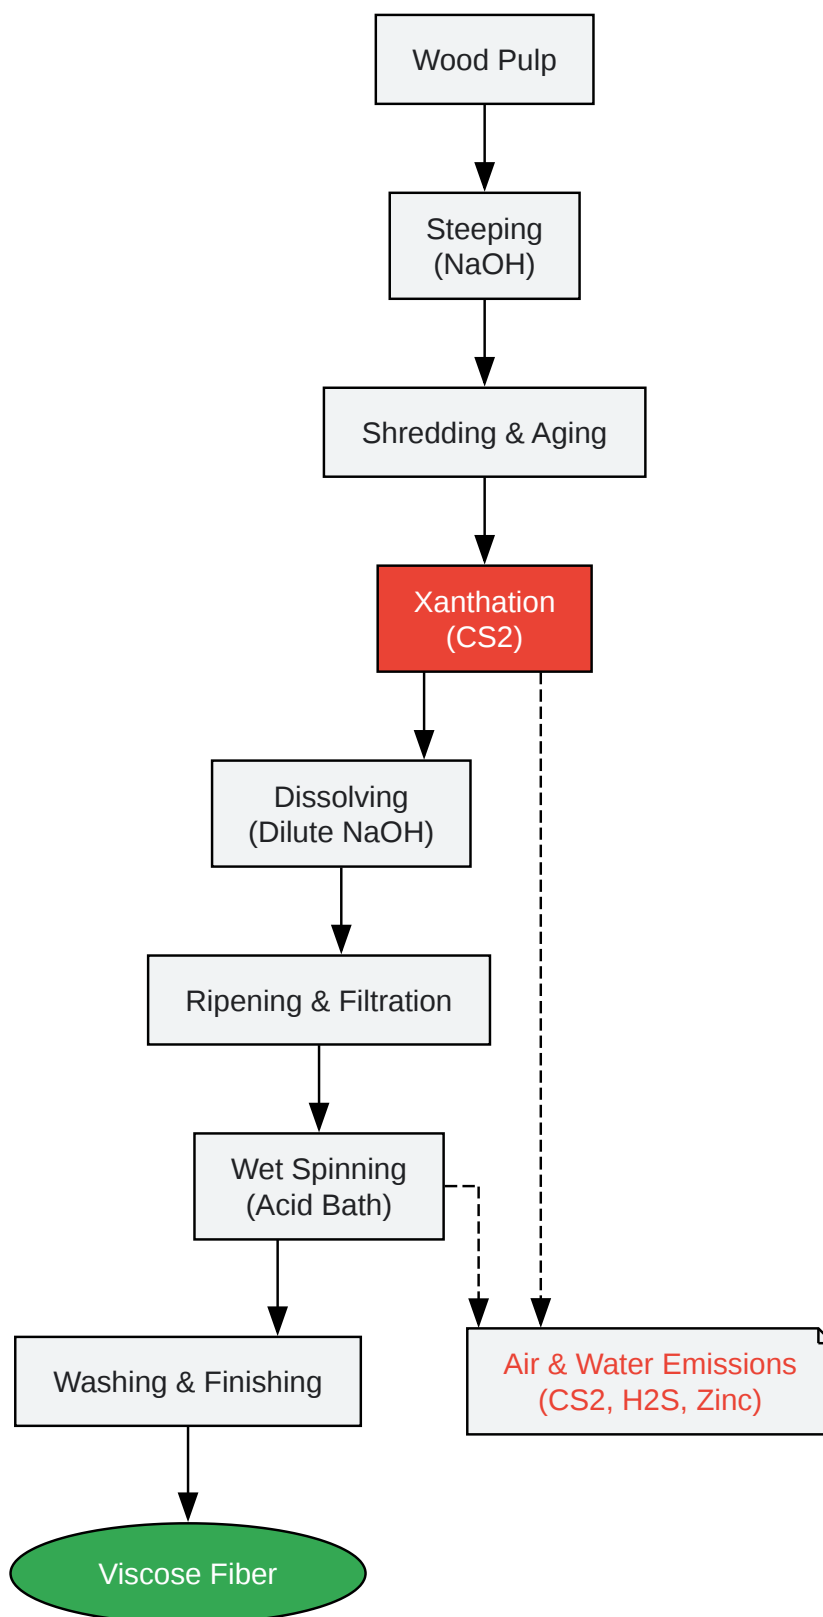 Wood Pulp
Steeping
(NaOH)
Shredding & Aging
Xanthation
(CS2)
Dissolving
(Dilute NaOH)
Ripening & Filtration
Wet Spinning
(Acid Bath)
Washing & Finishing
Air & Water Emissions
(CS2, H2S, Zinc)
Viscose Fiber